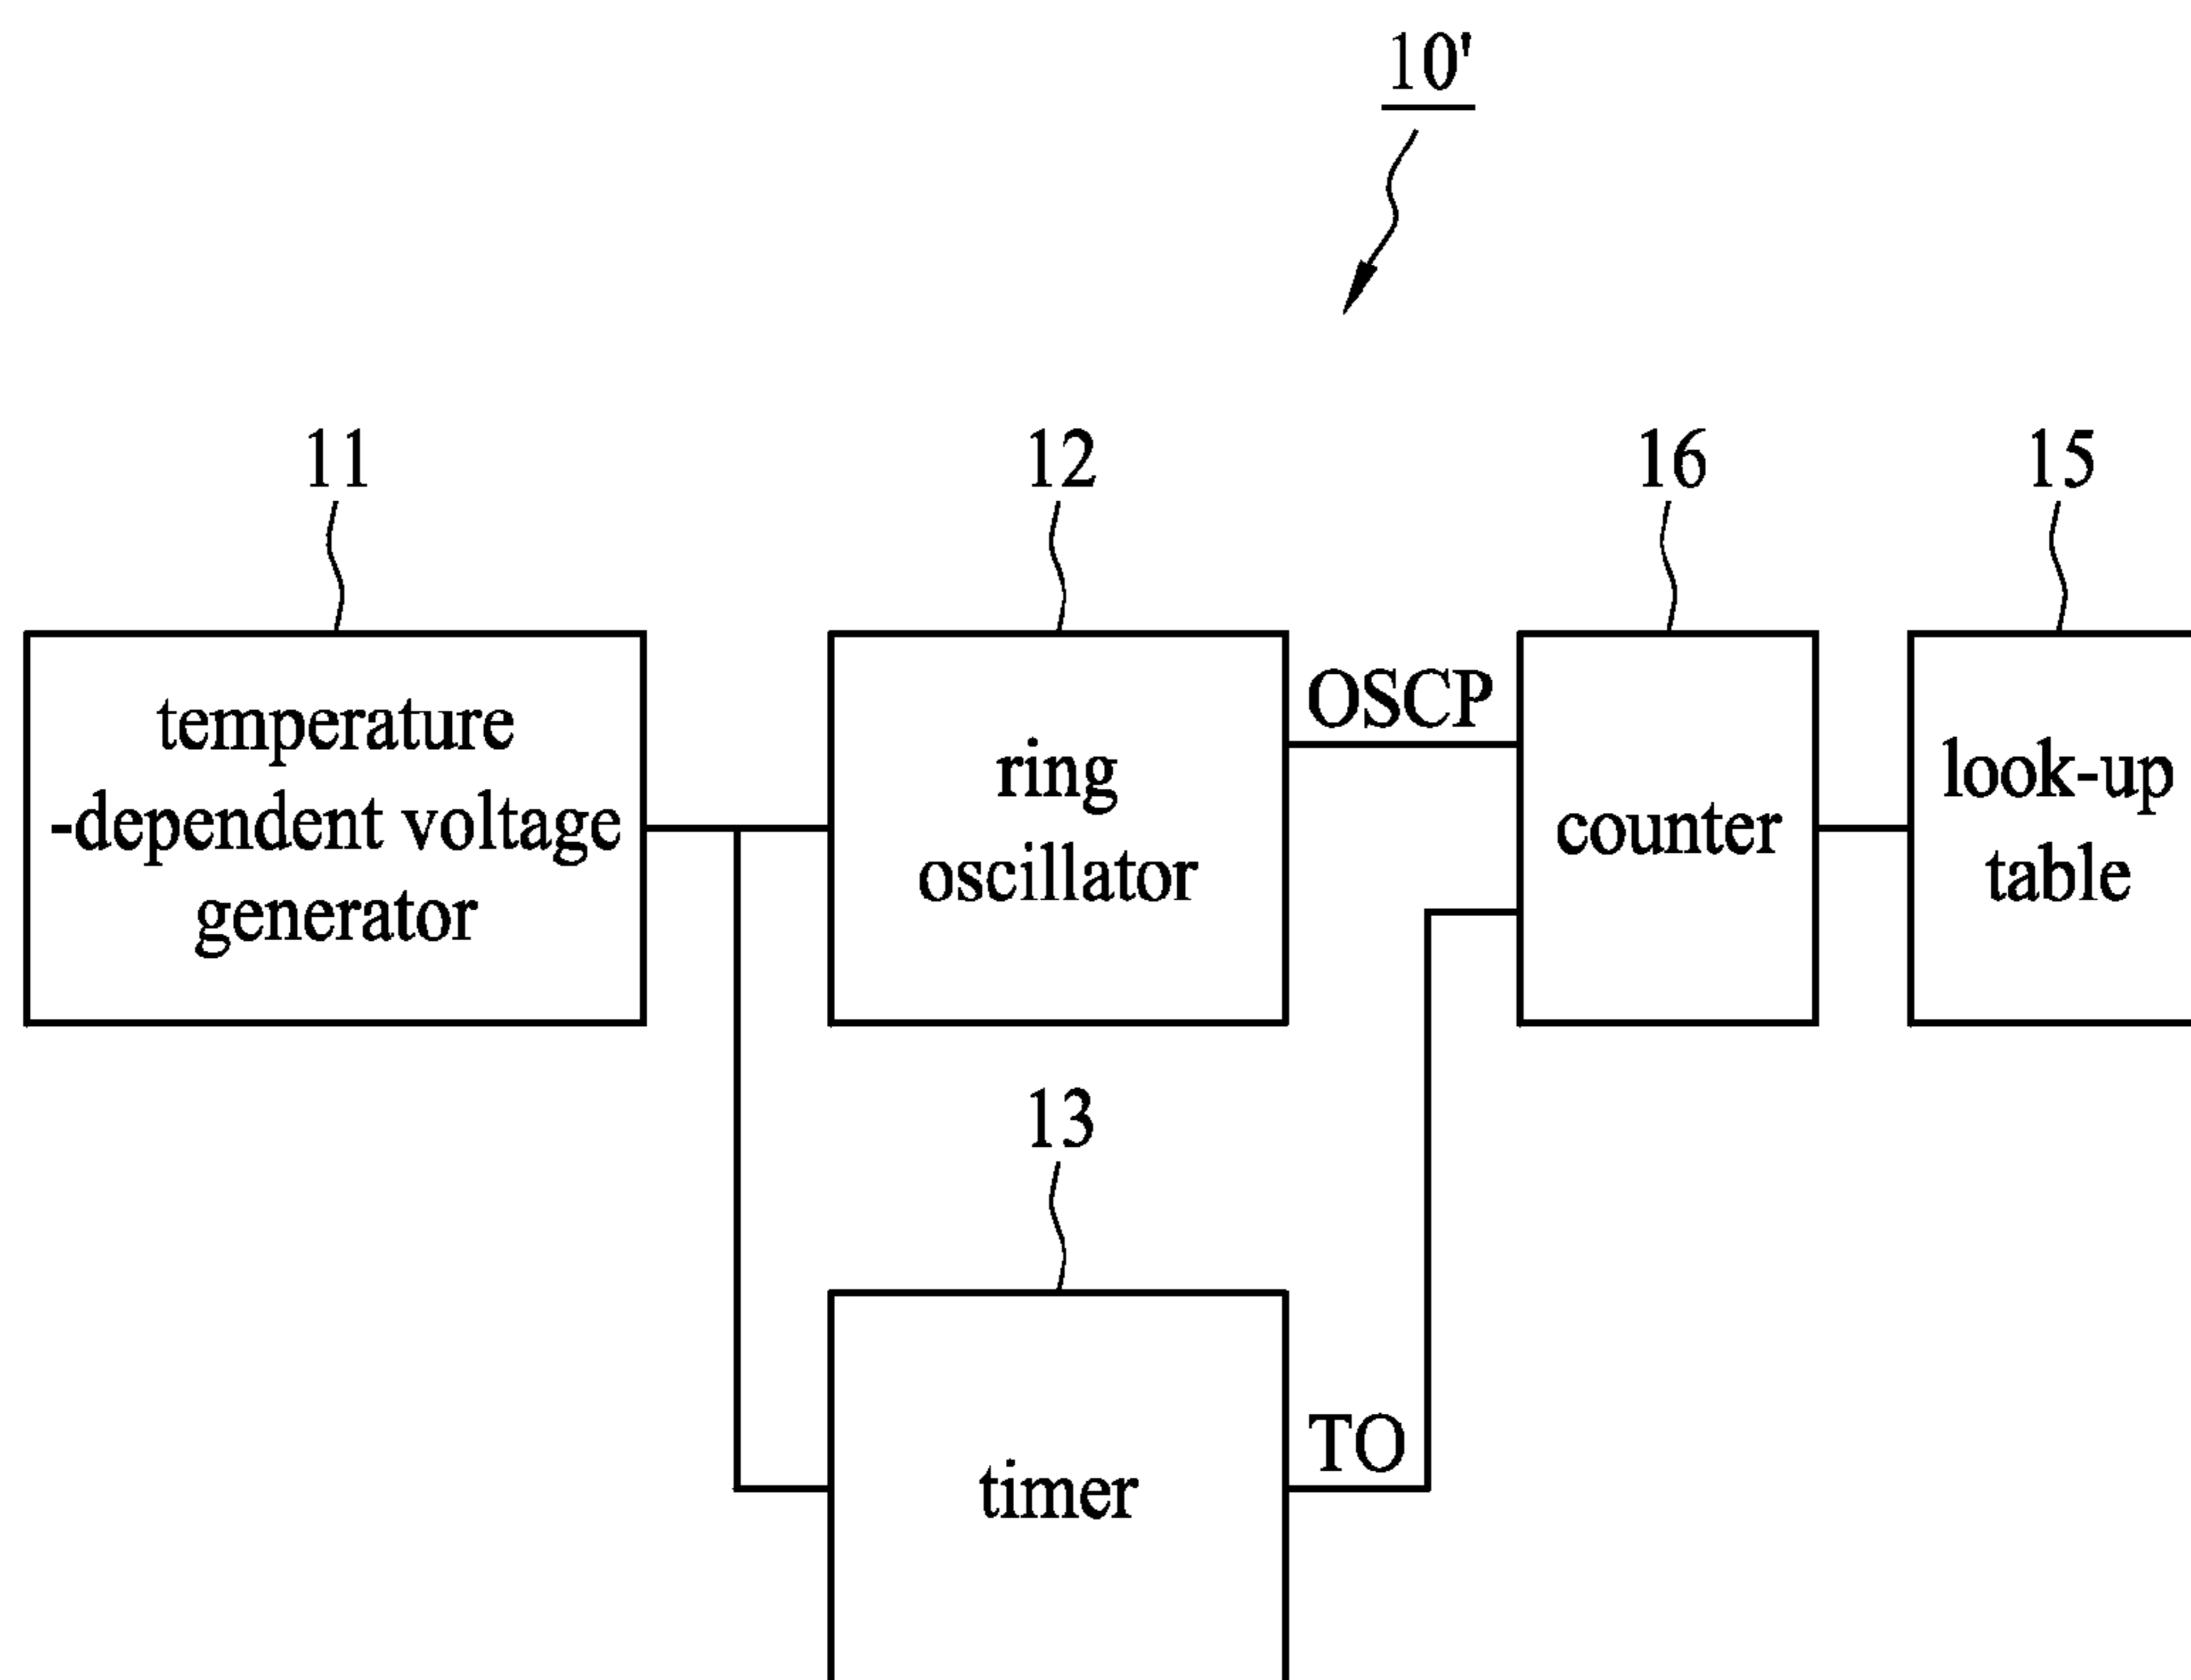 10'
11
12
16
15
temperature
-dependent voltage
generator
ring
oscillator
OSCP
counter
look-up
table
13
timer
TO